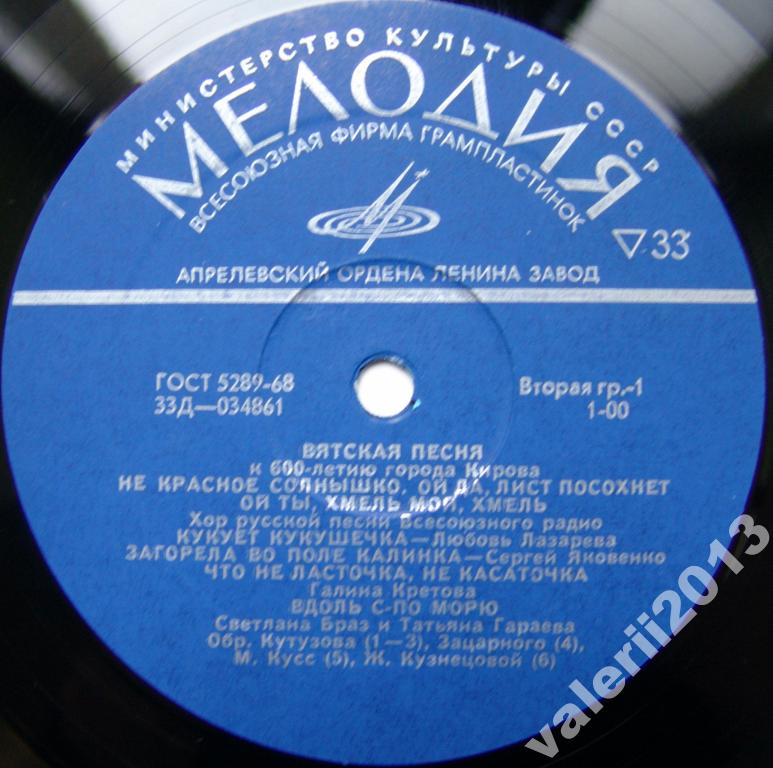 МИНИСТЕРСТВО КУЛЬТУРЫ СССР
МЕЛОДИЯ
ВСЕСОЮЗНАЯ ФИРМА ГРАМПЛАСТИНОК
▽33
АПРЕЛЕВСКИЙ ОРДЕНА ЛЕНИНА ЗАВОД
ГОСТ 5289-68
33Д—034861
Вторая гр.-1
1-00
ВЯТСКАЯ ПЕСНЯ
к 600-летию города Кирова
НЕ КРАСНОЕ СОЛНЫШКО, ОЙ ДА, ЛИСТ ПОСОХНЕТ
ОЙ ТЫ, ХМЕЛЬ МОЙ, ХМЕЛЬ
Хор русской песни Всесоюзного радио
КУКУЕТ КУКУШЕЧКА—Любовь Лазарева
ЗАГОРЕЛА ВО ПОЛЕ КАЛИНКА—Сергей Яковенко
ЧТО НЕ ЛАСТОЧКА, НЕ КАСАТОЧКА
Галина Кретова
ВДОЛЬ С-ПО МОРЮ
Светлана Браз и Татьяна Гараева
Обр. Кутузова (1—3), Зацарного (4),
М. Кусс (5), Ж. Кузнецовой (6)
valerii2013